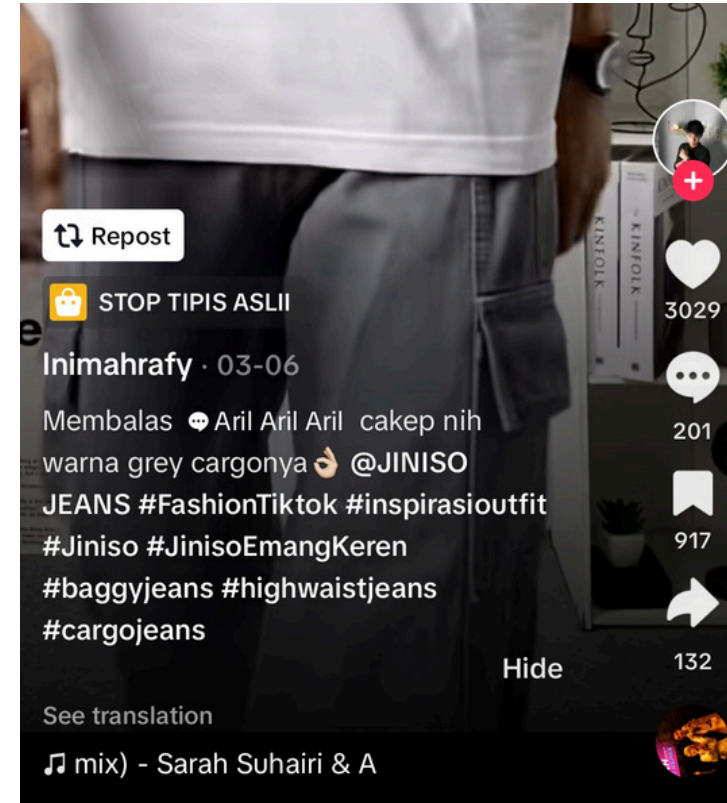 KINFOLK
KINFOLK
Repost
STOP TIPIS ASLII
e
Inimahrafy · 03-06
Membalas 💬Aril Aril Aril cakep nih
warna grey cargonya👌🏼 @JINISO
JEANS #FashionTiktok #inspirasioutfit
#Jiniso #JinisoEmangKeren
#baggyjeans #highwaistjeans
#cargojeans
Hide
See translation
♫ mix) - Sarah Suhairi & A
3029
201
917
132